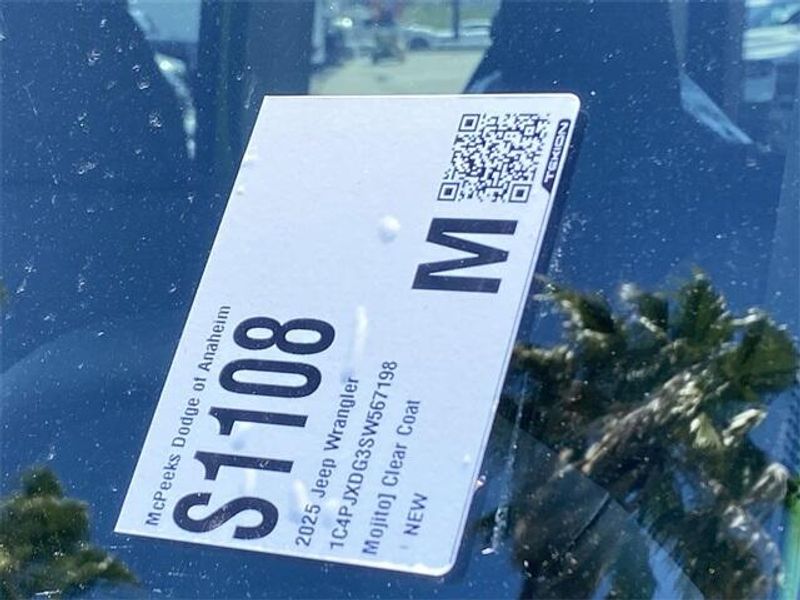 McPeeks Dodge of Anaheim
S1108
2025 Jeep Wrangler
1C4PJXDG3SW567198
Mojito] Clear Coat
NEW
M
TEKION